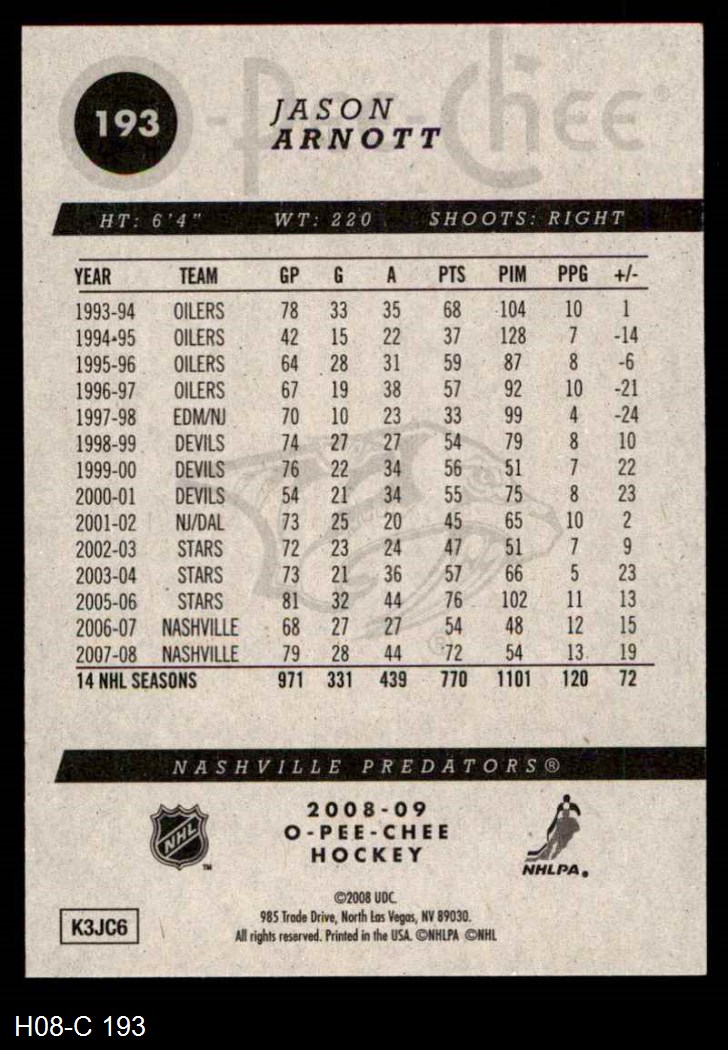 O-Pee-Chee®
193
JASON
ARNOTT
HT: 6'4" WT: 220 SHOOTS: RIGHT
YEAR TEAM GP G A PTS PIM PPG +/-
1993-94 OILERS 78 33 35 68 104 10 1
1994-95 OILERS 42 15 22 37 128 7 -14
1995-96 OILERS 64 28 31 59 87 8 -6
1996-97 OILERS 67 19 38 57 92 10 -21
1997-98 EDM/NJ 70 10 23 33 99 4 -24
1998-99 DEVILS 74 27 27 54 79 8 10
1999-00 DEVILS 76 22 34 56 51 7 22
2000-01 DEVILS 54 21 34 55 75 8 23
2001-02 NJ/DAL 73 25 20 45 65 10 2
2002-03 STARS 72 23 24 47 51 7 9
2003-04 STARS 73 21 36 57 66 5 23
2005-06 STARS 81 32 44 76 102 11 13
2006-07 NASHVILLE 68 27 27 54 48 12 15
2007-08 NASHVILLE 79 28 44 72 54 13 19
14 NHL SEASONS 971 331 439 770 1101 120 72
NASHVILLE PREDATORS®
NHL
™
2008-09
O-PEE-CHEE
HOCKEY
NHLPA®
©2008 UDC.
985 Trade Drive, North Las Vegas, NV 89030.
All rights reserved. Printed in the USA. ©NHLPA ©NHL
K3JC6
H08-C 193